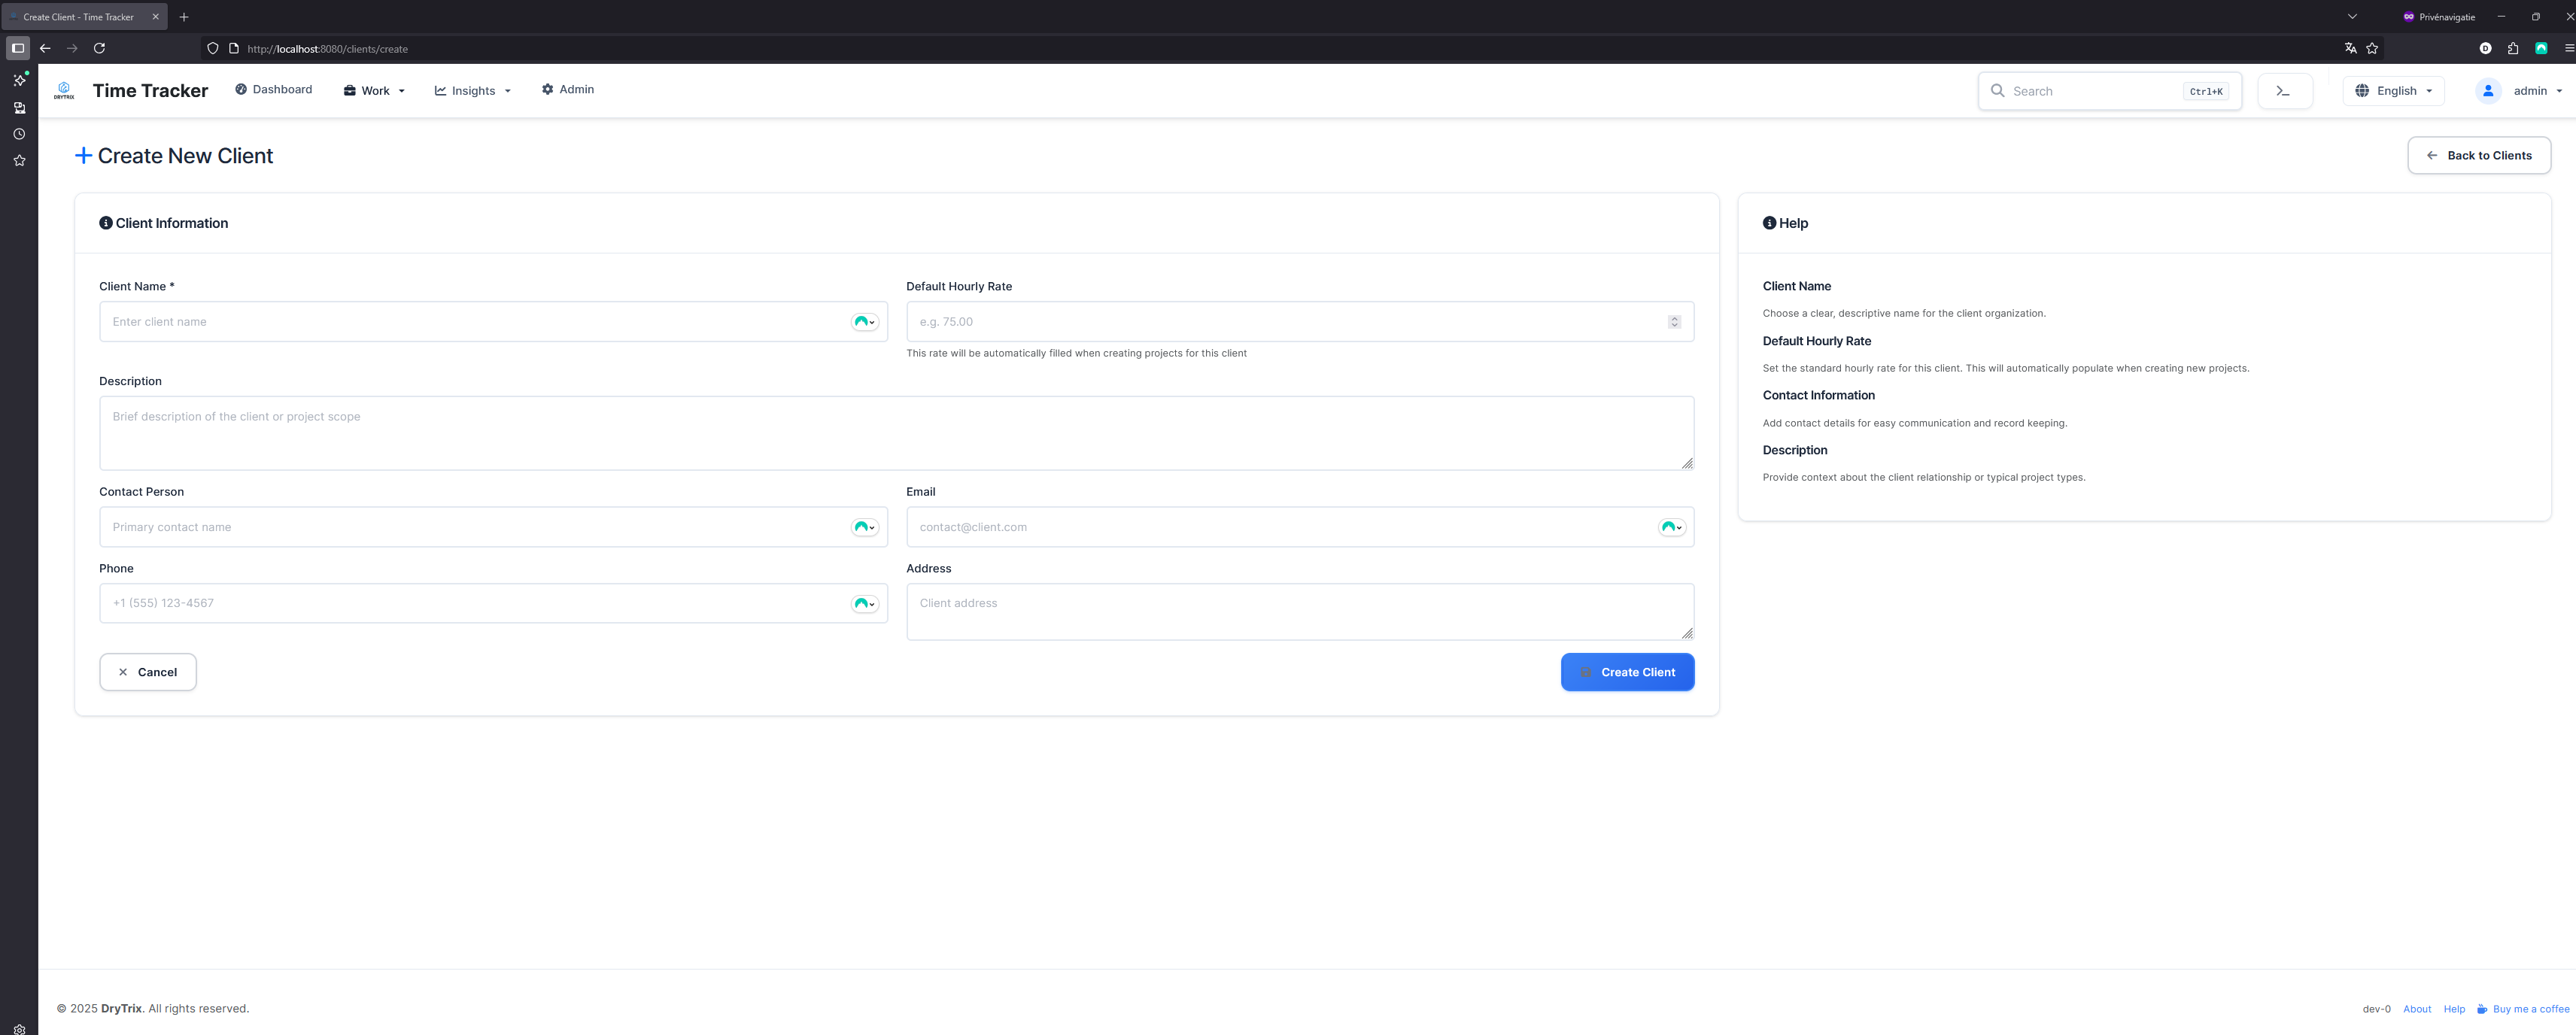 Create Client - Time Tracker
Privénavigatie
http://localhost:8080/clients/create
DRYTRIX
Time Tracker
Dashboard
Work
Insights
Admin
Search
Ctrl+K
English
admin
Create New Client
Back to Clients
Client Information
Client Name *
Enter client name
Default Hourly Rate
e.g. 75.00
This rate will be automatically filled when creating projects for this client
Description
Brief description of the client or project scope
Contact Person
Primary contact name
Email
contact@client.com
Phone
+1 (555) 123-4567
Address
Client address
Cancel
Create Client
Help
Client Name
Choose a clear, descriptive name for the client organization.
Default Hourly Rate
Set the standard hourly rate for this client. This will automatically populate when creating new projects.
Contact Information
Add contact details for easy communication and record keeping.
Description
Provide context about the client relationship or typical project types.
© 2025 DryTrix. All rights reserved.
dev-0
About
Help
Buy me a coffee